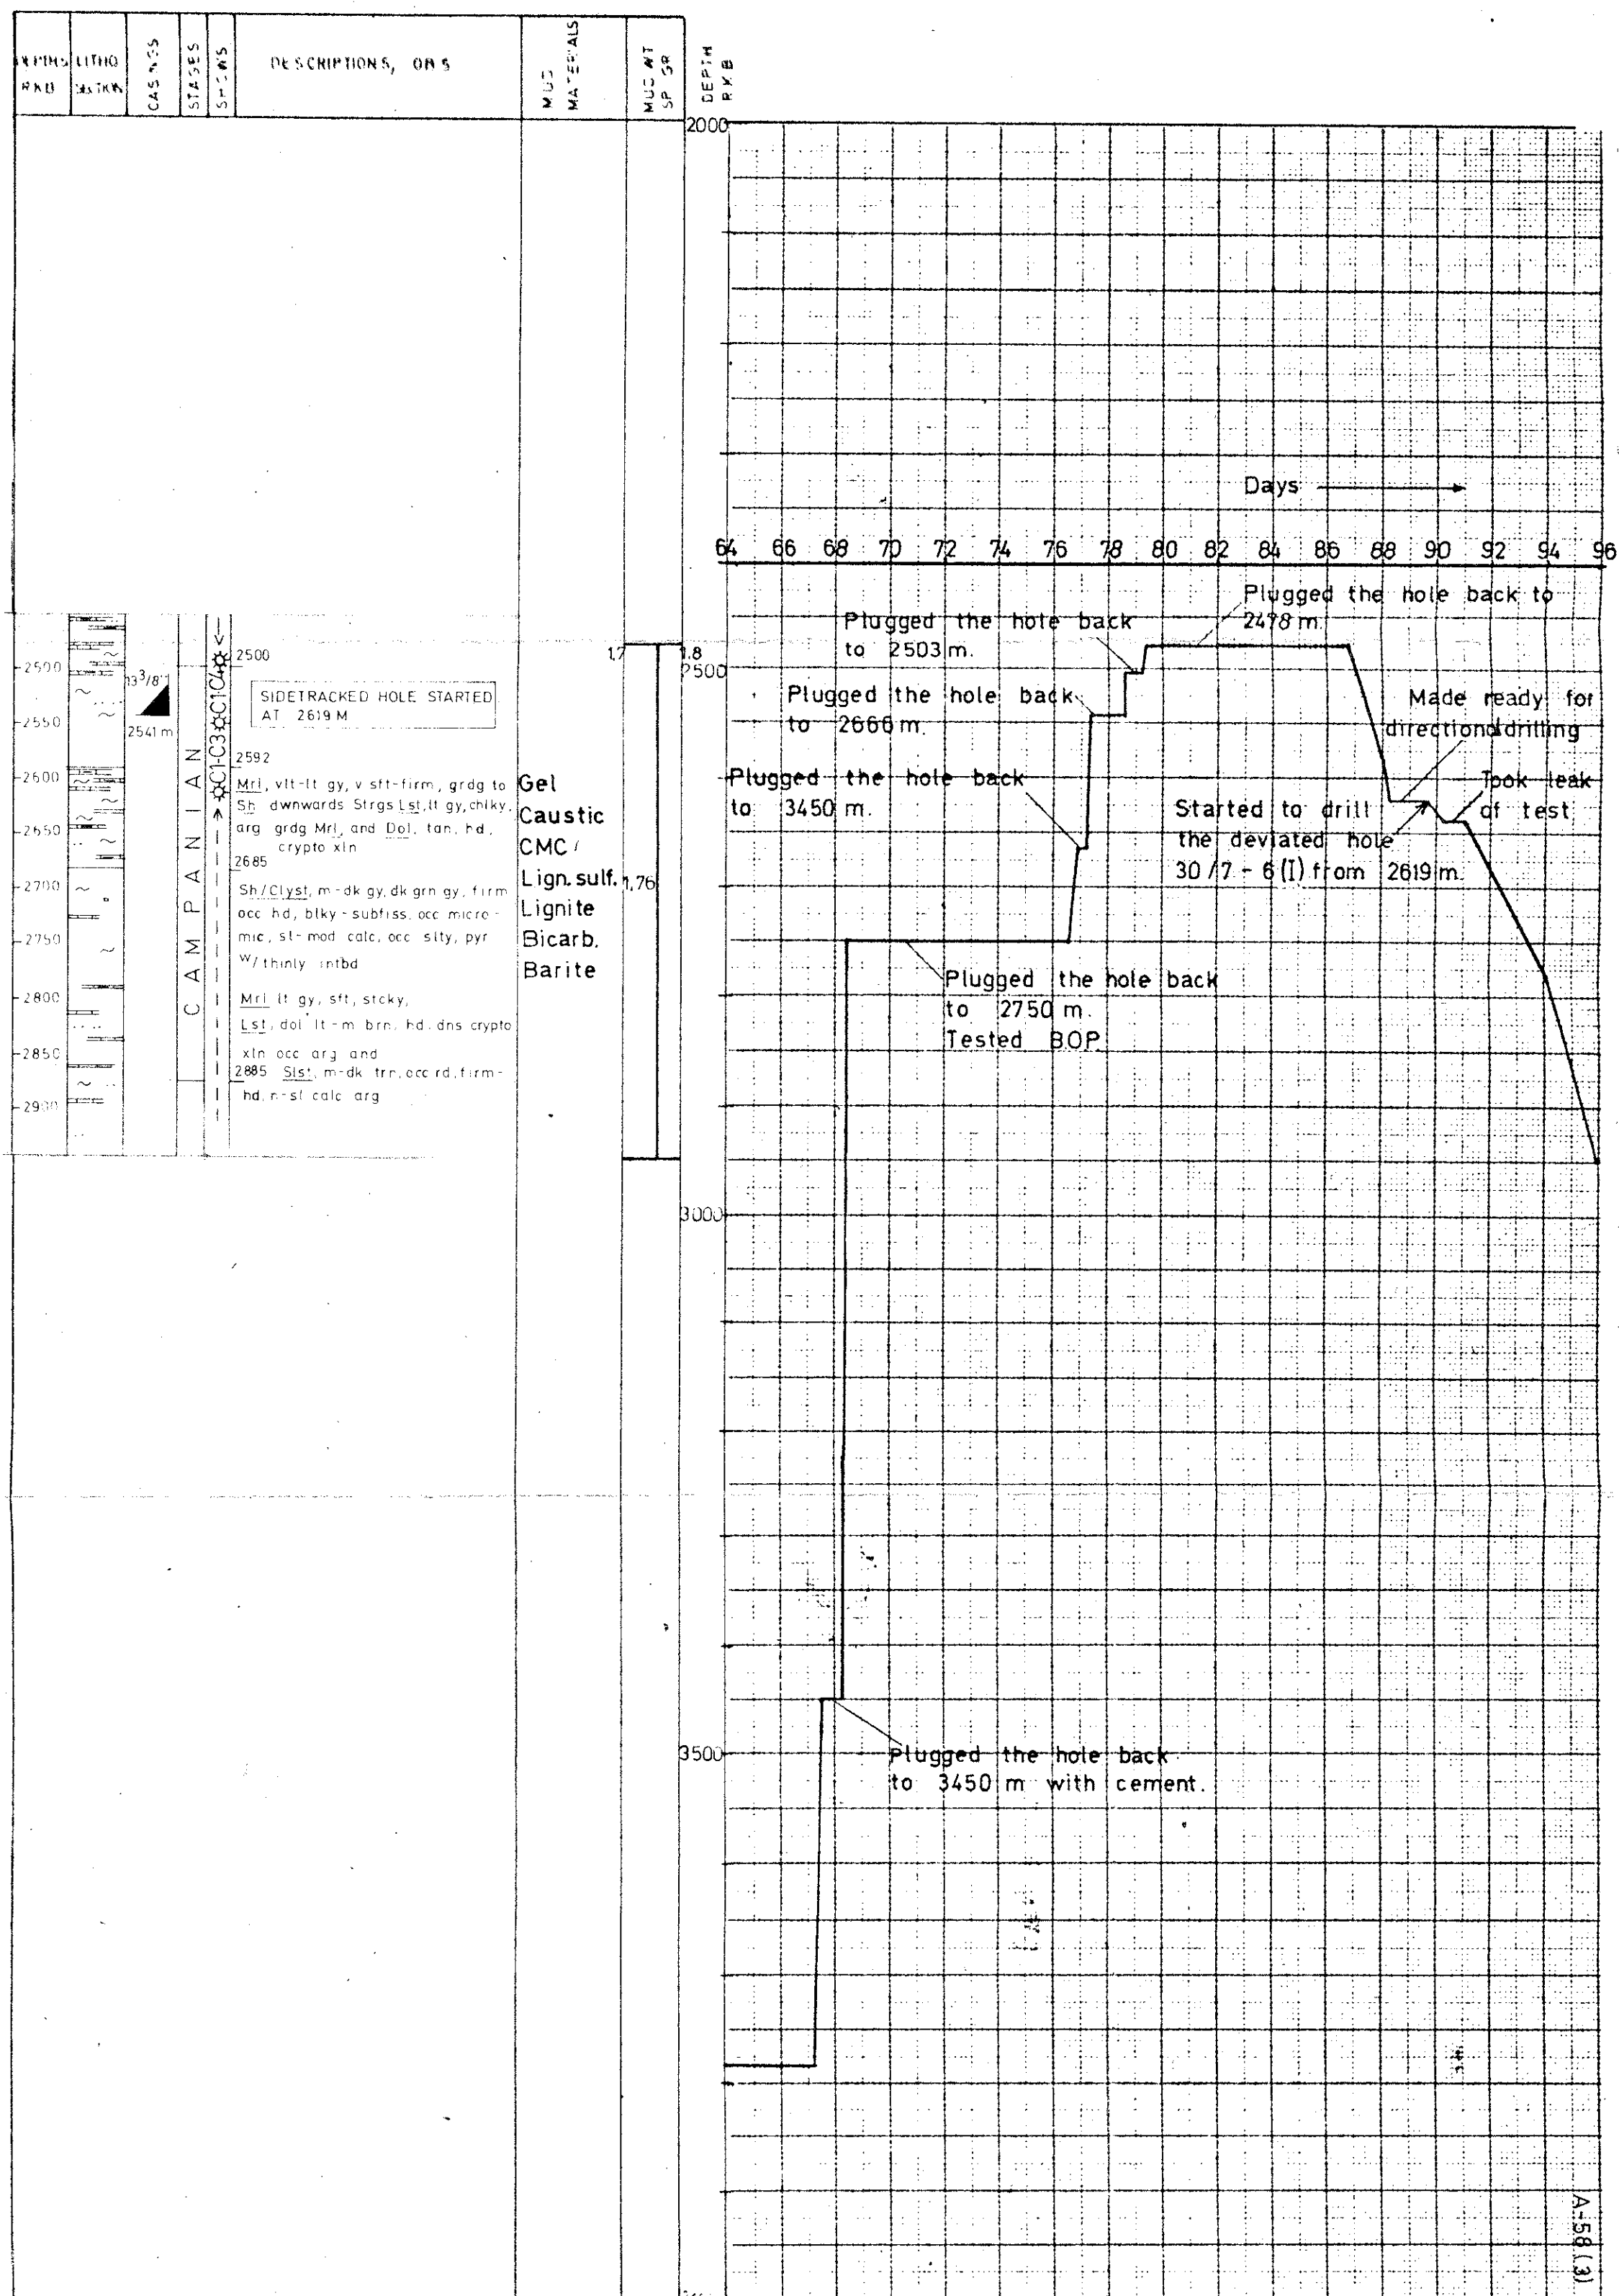 DEPTHS RKB
LITHO SECTION
CASINGS
STAGES
SHOWS
DESCRIPTIONS, OR S
MUD MATERIALS
MUD WT SP GR
DEPTH RKB
2000
Days
64 66 68 70 72 74 76 78 80 82 84 86 88 90 92 94 96
Plugged the hole back to
2478 m.
Plugged the hole back
to 2503 m.
Plugged the hole back
to 2666 m.
Plugged the hole back
to 3450 m.
Made ready for
directional drilling
Took leak
of test
Started to drill
the deviated hole
30/7 - 6 (I) from 2619 m.
Plugged the hole back
to 2750 m.
Tested BOP
Plugged the hole back
to 3450 m with cement.
2500
3000
3500
2500
2550
2600
2650
2700
2750
2800
2850
2900
13 3/8"
2541 m
CAMPANIAN
C1-C3 C1-C4
2500
SIDETRACKED HOLE STARTED
AT 2619 M
2592
Mrl, vlt-lt gy, v sft-firm, grdg to
Sh dwnwards Strgs Lst, lt gy, chlky,
arg grdg Mrl, and Dol, tan, hd,
crypto xln
2685
Sh/Clyst, m-dk gy, dk grn gy, firm
occ hd, blky - subfiss, occ micro-
mic, sl-mod calc, occ slty, pyr
W/ thinly intbd
Mrl lt gy, sft, stcky,
Lst, dol lt-m brn, hd, dns crypto
xln occ arg and
2885 Slst, m-dk brn, occ rd, firm-
hd, n-sl calc arg
Gel
Caustic
CMC /
Lign. sulf.
Lignite
Bicarb.
Barite
1,7 1.8
1,76
A-58 (3)